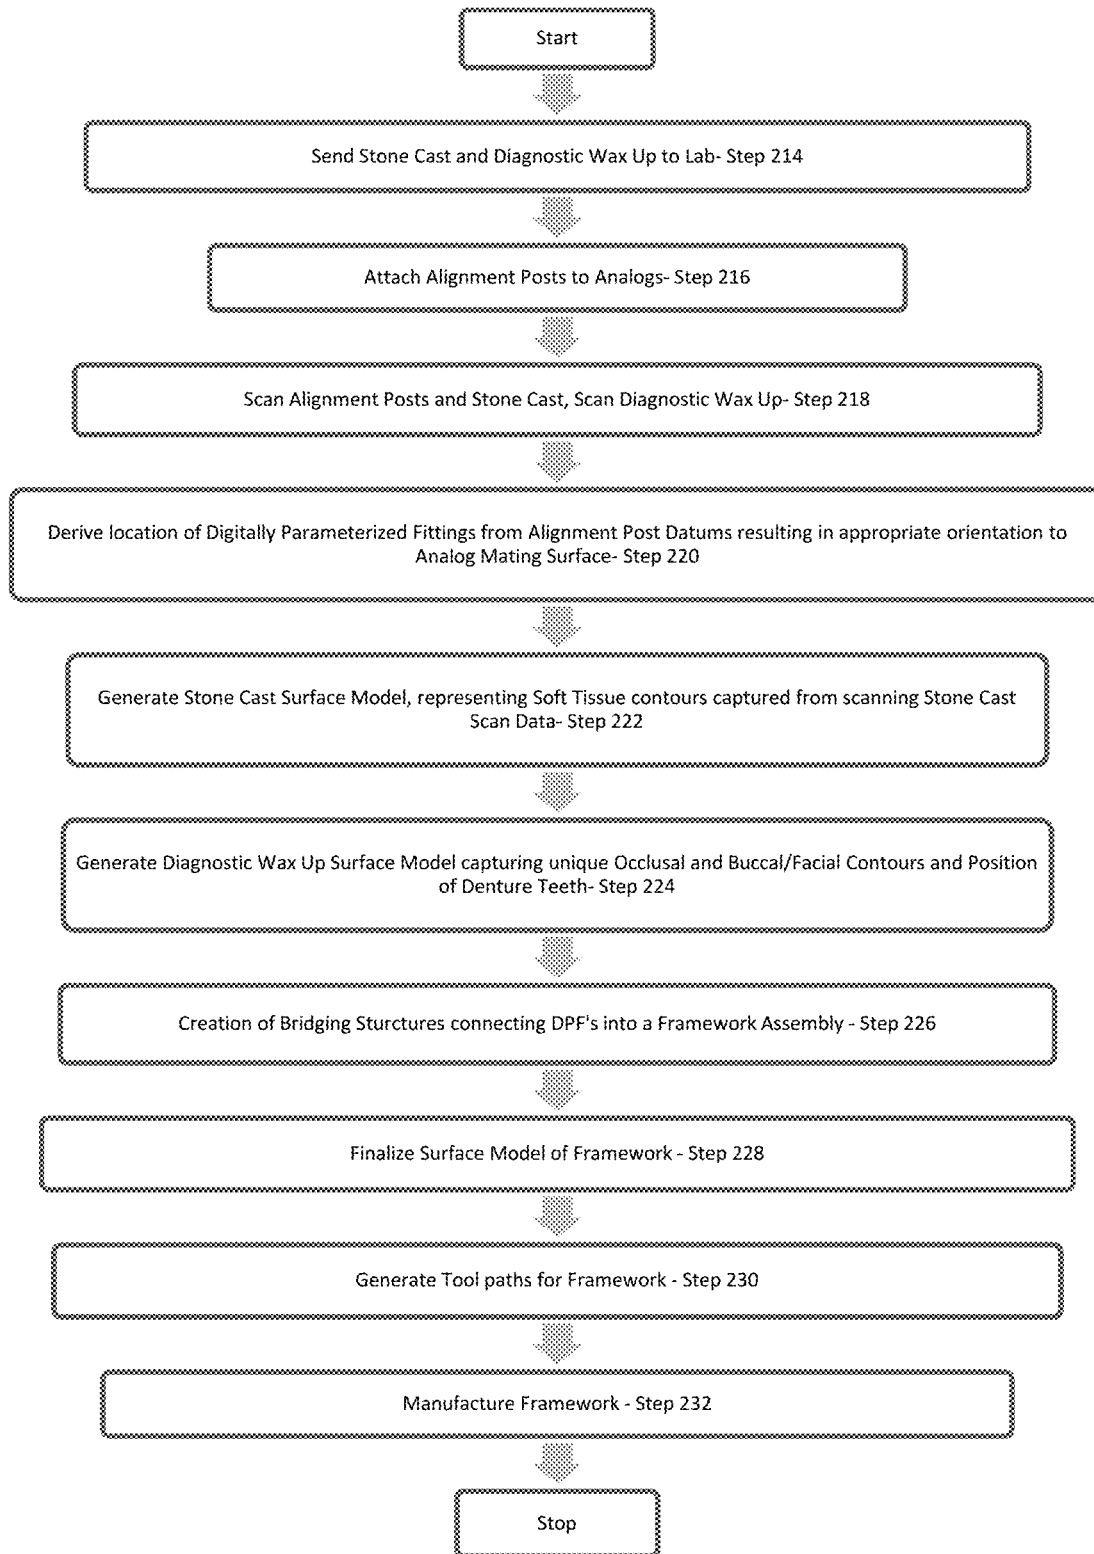 Start
Send Stone Cast and Diagnostic Wax Up to Lab- Step 214
Attach Alignment Posts to Analogs- Step 216
Scan Alignment Posts and Stone Cast, Scan Diagnostic Wax Up- Step 218
Derive location of Digitally Parameterized Fittings from Alignment Post Datums resulting in appropriate orientation to
Analog Mating Surface- Step 220
Generate Stone Cast Surface Model, representing Soft Tissue contours captured from scanning Stone Cast
Scan Data- Step 222
Generate Diagnostic Wax Up Surface Model capturing unique Occlusal and Buccal/Facial Contours and Position
of Denture Teeth- Step 224
Creation of Bridging Sturctures connecting DPF's into a Framework Assembly - Step 226
Finalize Surface Model of Framework - Step 228
Generate Tool paths for Framework - Step 230
Manufacture Framework - Step 232
Stop